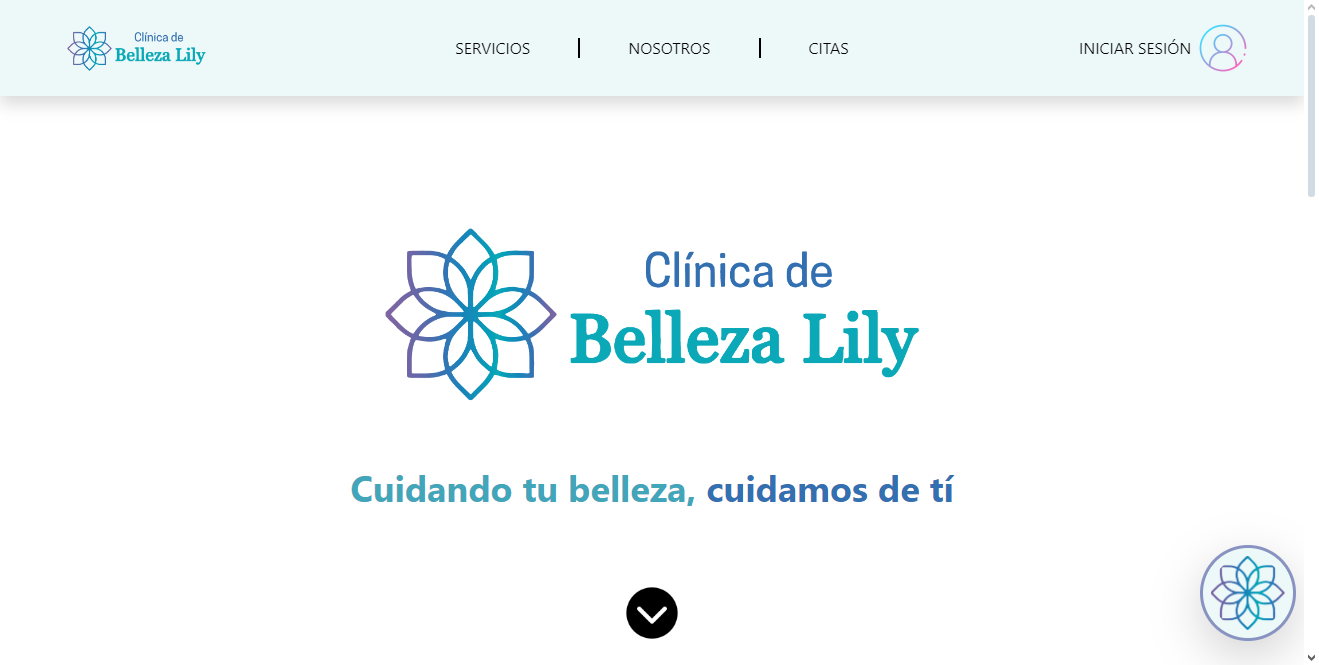 Clínica de
Belleza Lily
SERVICIOS
NOSOTROS
CITAS
INICIAR SESIÓN
Clínica de
Belleza Lily
Cuidando tu belleza, cuidamos de tí